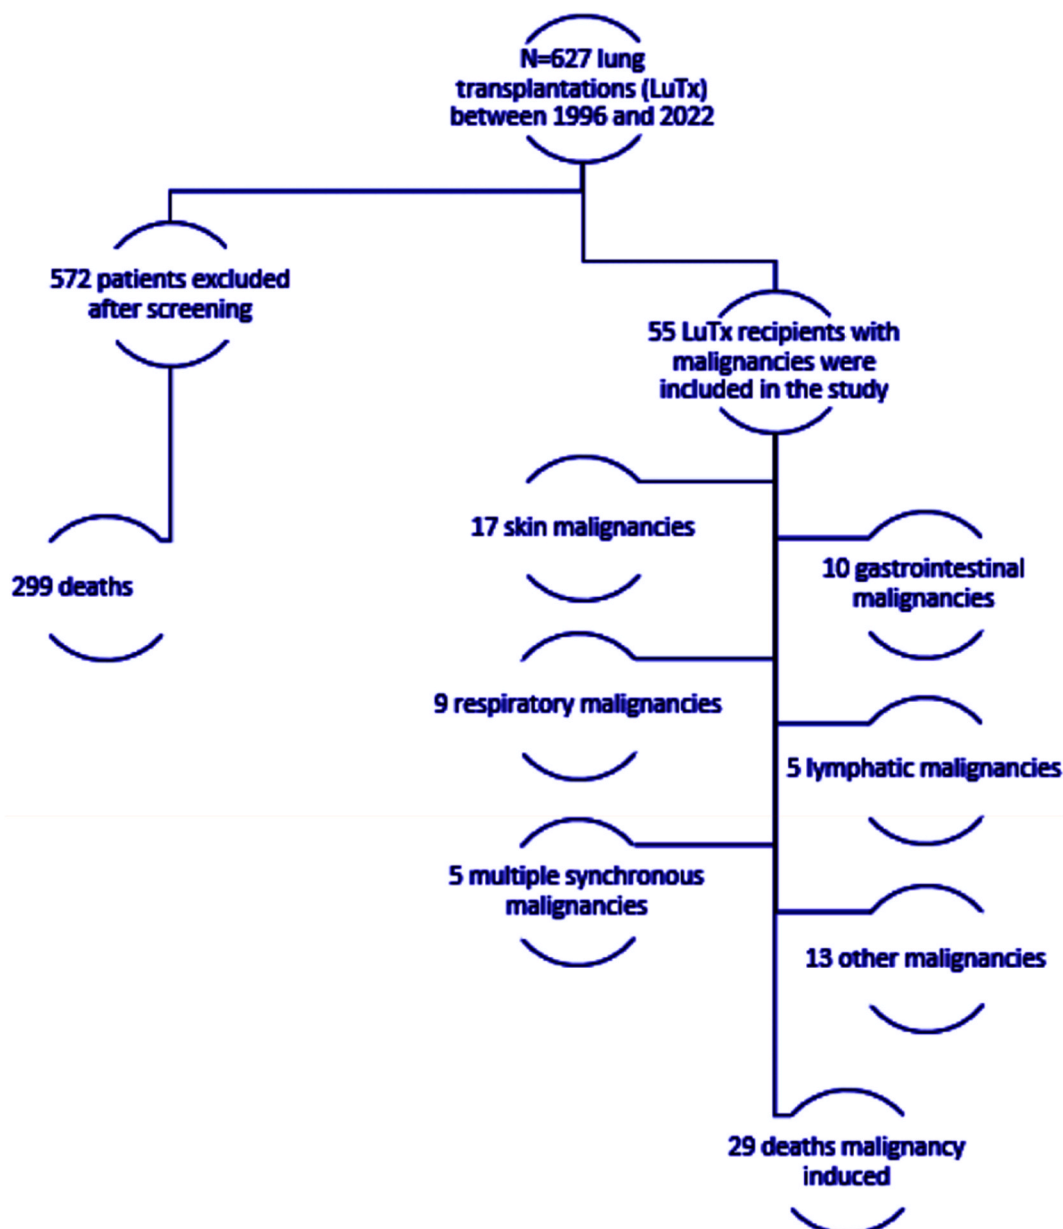 N=627 lung
transplantations (LuTx)
between 1996 and 2022
572 patients excluded
after screening
55 LuTx recipients with
malignancies were
included in the study
17 skin malignancies
10 gastrointestinal
malignancies
299 deaths
9 respiratory malignancies
5 lymphatic malignancies
5 multiple synchronous
malignancies
13 other malignancies
29 deaths malignancy
induced